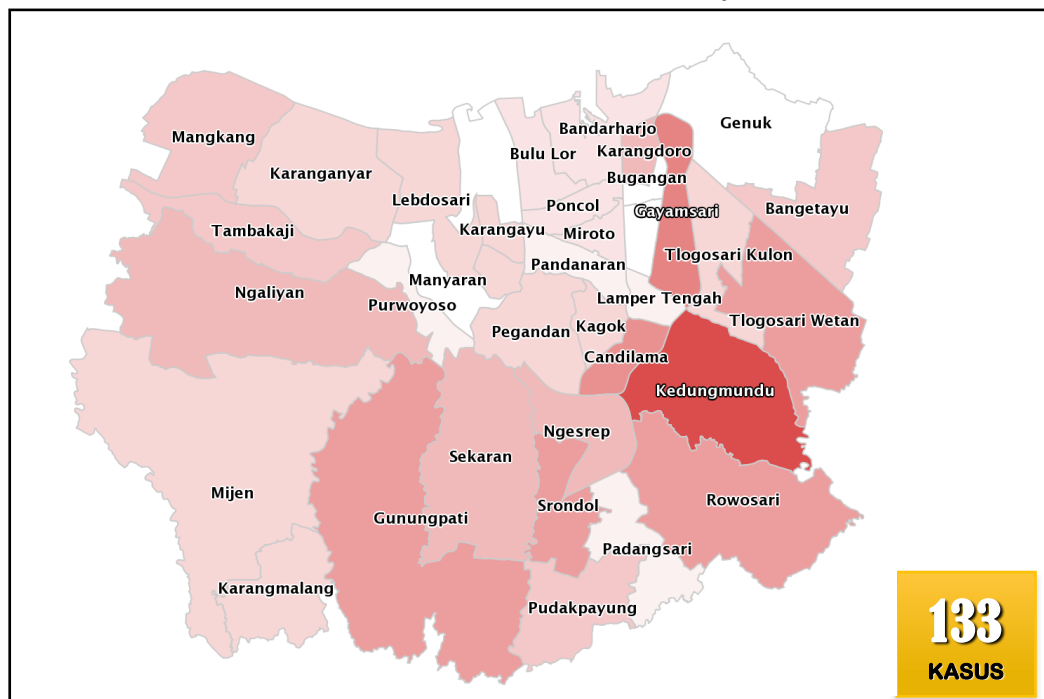 Genuk
Bandarharjo
Mangkang
Karangdoro
Bulu Lor
Karanganyar
Bugangan
Lebdosari
Poncol
Gayamsari
Bangetayu
Tambakaji
Karangayu
Miroto
Tlogosari Kulon
Pandanaran
Manyaran
Ngaliyan
Lamper Tengah
Purwoyoso
Tlogosari Wetan
Kagok
Pegandan
Candilama
Kedungmundu
Ngesrep
Sekaran
Mijen
Rowosari
Srondol
Gunungpati
Padangsari
Karangmalang
Pudakpayung
133
KASUS